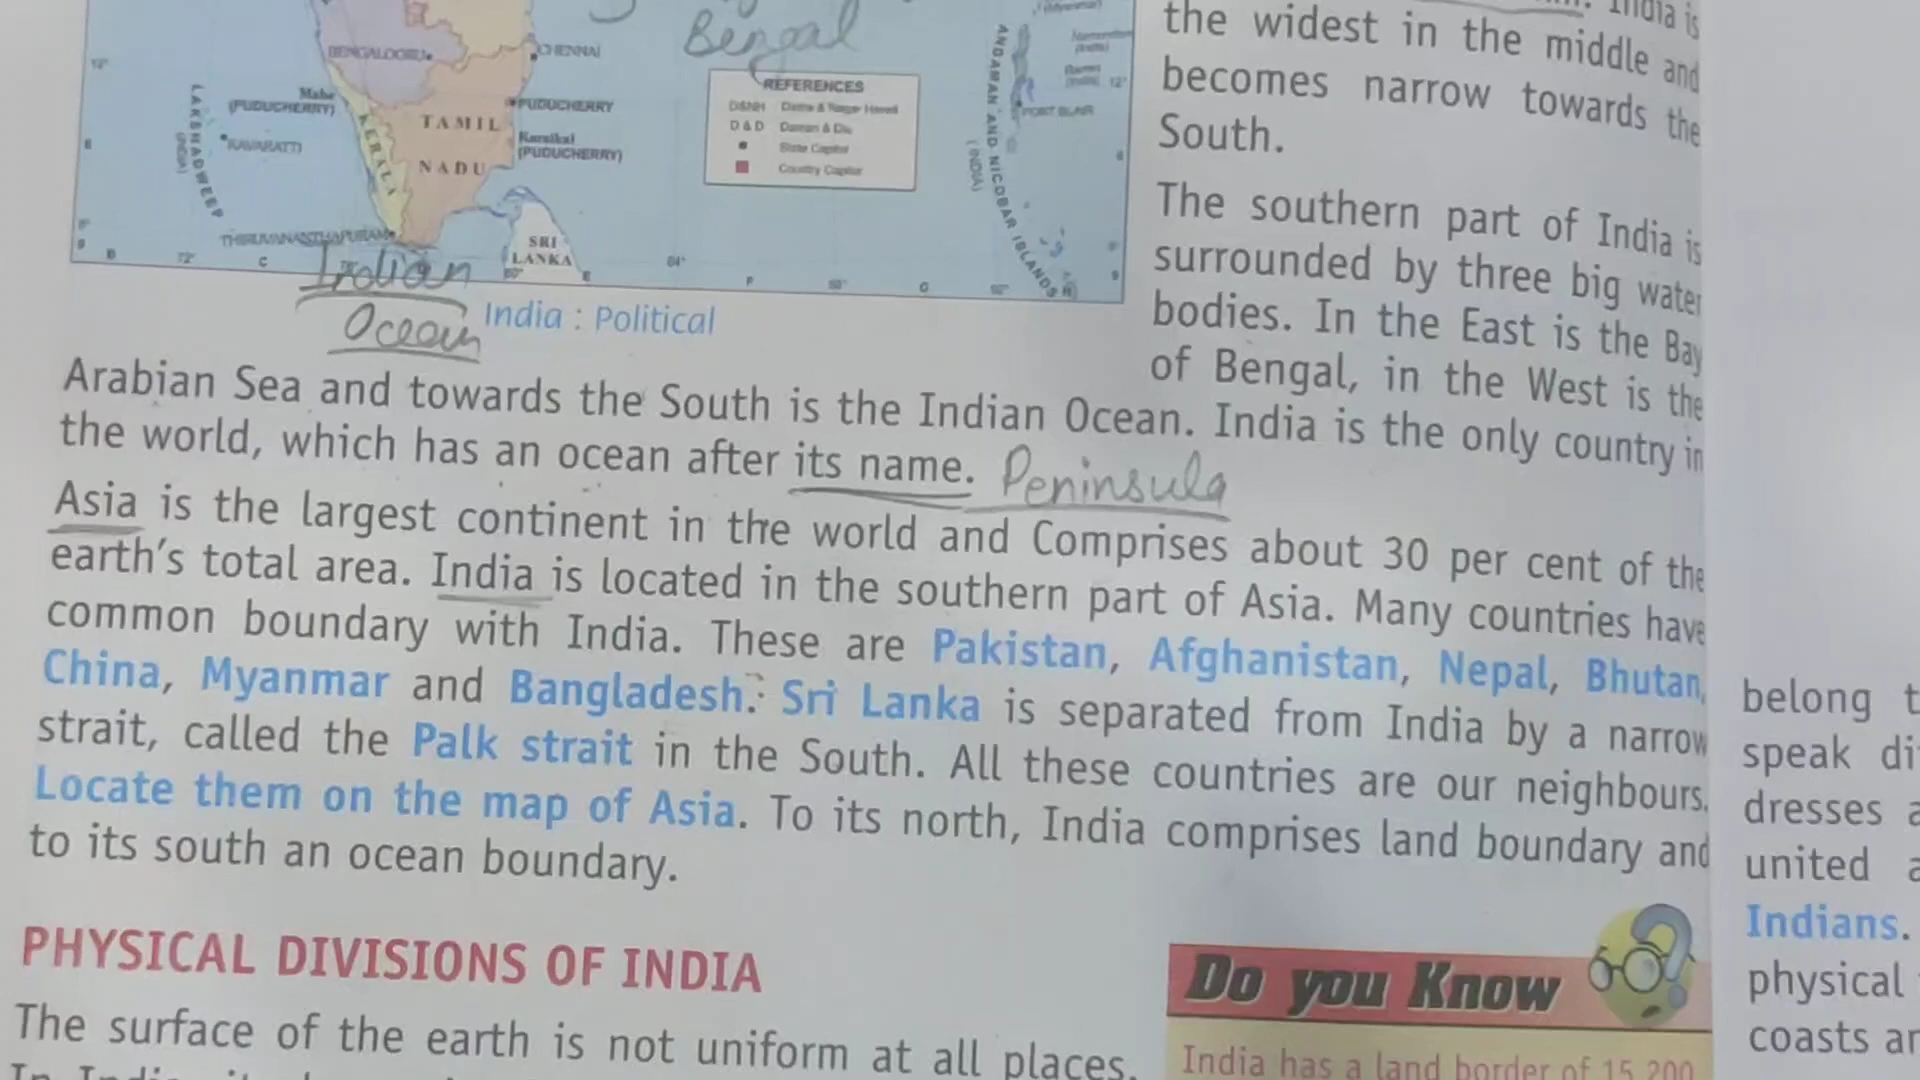 Bengal
BENGALOORU
CHENNAI
12°
LAKSHADWEEP
(INDIA)
Mahe
(PUDUCHERRY)
KAVARATTI
KERALA
TAMIL
NADU
PUDUCHERRY
Karaikal
(PUDUCHERRY)
THIRUVANANTHAPURAM
SRI
LANKA
REFERENCES
D&NH Dadra & Nagar Haveli
D & D Daman & Diu
State Capital
Country Capital
ANDAMAN AND NICOBAR ISLANDS
(INDIA)
(Myanmar)
12°
PORT BLAIR
72° C
84°
Indian
Ocean
India : Political
India is
the widest in the middle and
becomes narrow towards the
South.
The southern part of India is
surrounded by three big water
bodies. In the East is the Bay
of Bengal, in the West is the
Arabian Sea and towards the South is the Indian Ocean. India is the only country in
the world, which has an ocean after its name. Peninsula
Asia is the largest continent in the world and Comprises about 30 per cent of the
earth's total area. India is located in the southern part of Asia. Many countries have
common boundary with India. These are Pakistan, Afghanistan, Nepal, Bhutan,
China, Myanmar and Bangladesh. Sri Lanka is separated from India by a narrow
strait, called the Palk strait in the South. All these countries are our neighbours.
Locate them on the map of Asia. To its north, India comprises land boundary and
to its south an ocean boundary.
PHYSICAL DIVISIONS OF INDIA
The surface of the earth is not uniform at all places.
Do you Know
India has a land border of 15,200
belong
speak
dresses
united
Indians.
physical
coasts